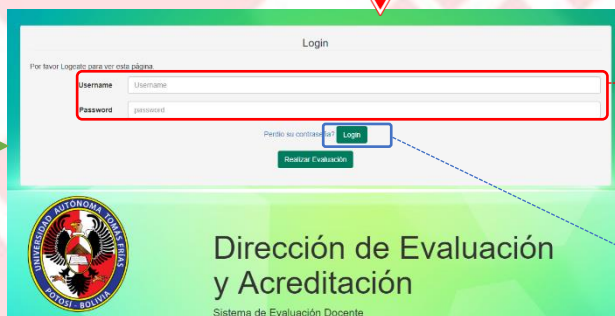 Login
Por favor Logeate para ver esta página.
Username Username
Password password
Perdio su contraseña? Login
Realizar Evaluación
UNIVERSIDAD AUTÓNOMA TOMÁS FRÍAS
POTOSÍ - BOLIVIA
Dirección de Evaluación
y Acreditación
Sistema de Evaluación Docente